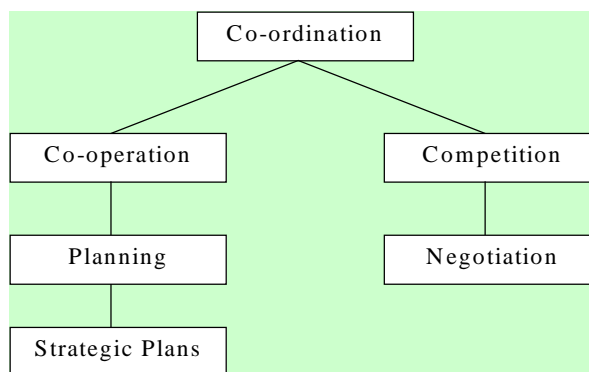 Co-ordination
Co-operation
Competition
Planning
Negotiation
Strategic Plans